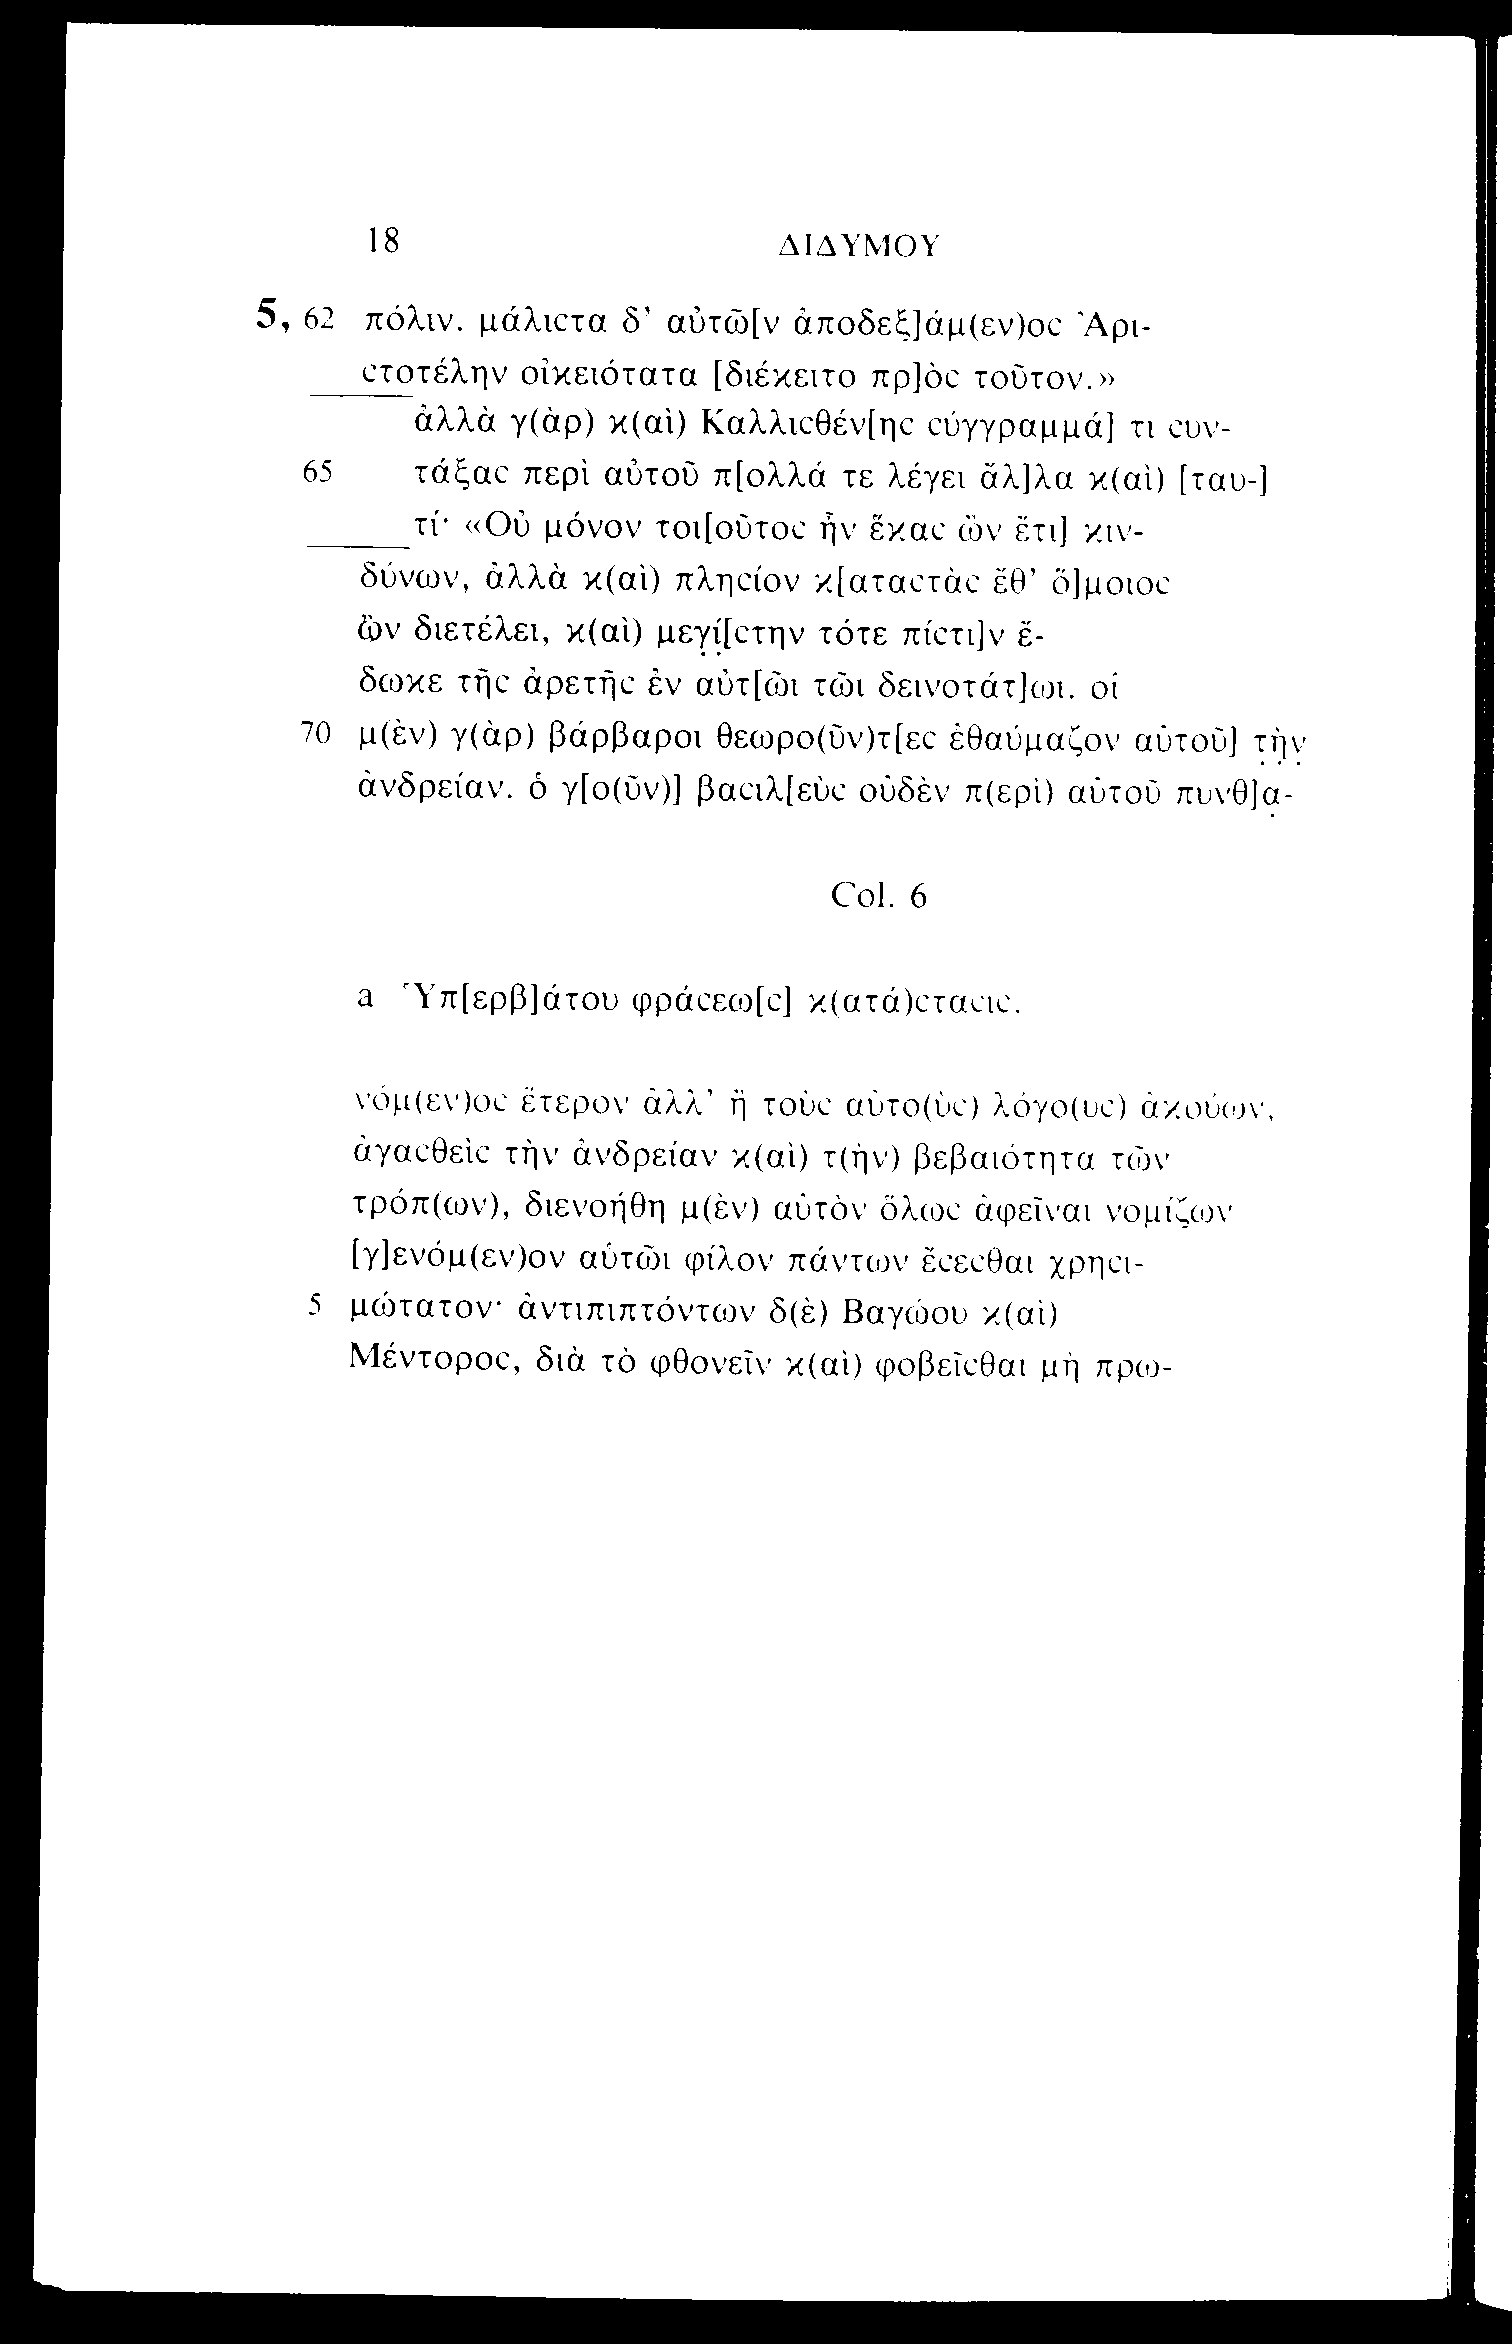 18 ΔΙΔΥΜΟΥ
5, 62 πόλιν. μάλιϲτα δ’ αὐτῶ[ν ἀποδεξ]άμ(εν)οϲ Ἀρι-
ϲτοτέλην οἰκειότατα [διέκειτο πρ]ὸϲ τοῦτον.»
ἀλλὰ γ(ὰρ) κ(αὶ) Καλλιϲθέν[ηϲ ϲύγγραμμά] τι ϲυν-
65 τάξαϲ περὶ αὐτοῦ π[ολλά τε λέγει ἄλ]λα κ(αὶ) [ταυ-]
τί· «Οὐ μόνον τοι[οῦτοϲ ἦν ἕκαϲ ὢν ἔτι] κιν-
δύνων, ἀλλὰ κ(αὶ) πληϲίον κ[αταϲτὰϲ ἔθ’ ὅ]μοιοϲ
ὢν διετέλει, κ(αὶ) μεγί̣[ϲτην τότε πίϲτι]ν ἔ-
δωκε τῆϲ ἀρετῆϲ ἐν αὐτ[ῶι τῶι δεινοτάτ]ωι. οἱ
70 μ(ὲν) γ(ὰρ) βάρβαροι θεωρο(ῦν)τ[εϲ ἐθαύμαζον αὐτοῦ] τ̣ὴ̣ν̣
ἀνδρείαν. ὁ γ[ο(ῦν)] βαϲιλ[εὺϲ οὐδὲν π(ερὶ) αὐτοῦ πυνθ]α̣-
Col. 6
a Ὑπ[ερβ]άτου φράϲεω[ϲ] κ(ατά)ϲταϲιϲ.
νόμ(εν)οϲ ἕτερον ἀλλ’ ἢ τοὺϲ αὐτο(ὺϲ) λόγο(υϲ) ἀκούων,
ἀγαϲθεὶϲ τὴν ἀνδρείαν κ(αὶ) τ(ὴν) βεβαιότητα τῶν
τρόπ(ων), διενοήθη μ(ὲν) αὐτὸν ὅλωϲ ἀφεῖναι νομίζων
[γ]ενόμ(εν)ον αὑτῶι φίλον πάντων ἔϲεϲθαι χρηϲι-
5 μώτατον· ἀντιπιπτόντων δ(ὲ) Βαγώου κ(αὶ)
Μέντοροϲ, διὰ τὸ φθονεῖν κ(αὶ) φοβεῖϲθαι μὴ πρω-